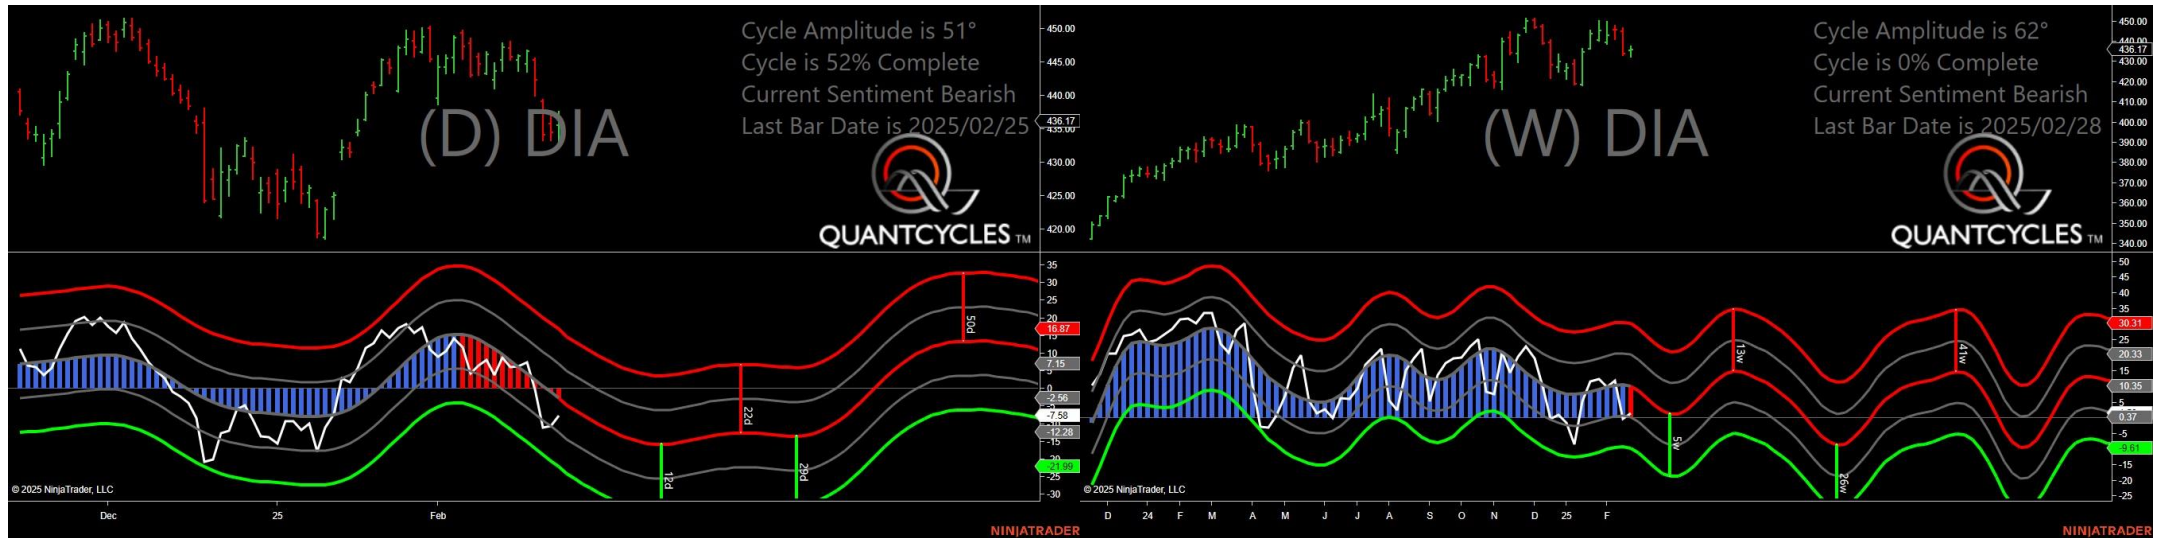 Cycle Amplitude is 51°
Cycle is 52% Complete
Current Sentiment Bearish
Last Bar Date is 2025/02/25
(D) DIA
QUANTCYCLES TM
450.00
445.00
440.00
436.17
435.00
430.00
425.00
420.00
35
30
25
20
16.87
15
10
7.15
5
0
-2.56
-7.58
-12.28
-15
-21.99
-25
-30
12d
22d
29d
50d
© 2025 NinjaTrader, LLC
Dec
25
Feb
NINJATRADER
Cycle Amplitude is 62°
Cycle is 0% Complete
Current Sentiment Bearish
Last Bar Date is 2025/02/28
(W) DIA
QUANTCYCLES TM
450.00
440.00
436.17
430.00
420.00
410.00
400.00
390.00
380.00
370.00
360.00
350.00
340.00
50
45
40
35
30.31
25
20.33
15
10.35
5
0.37
-5
-9.61
-15
-20
-25
5w
13w
26w
41w
© 2025 NinjaTrader, LLC
D
24
F
M
A
M
J
J
A
S
O
N
D
25
F
NINJATRADER